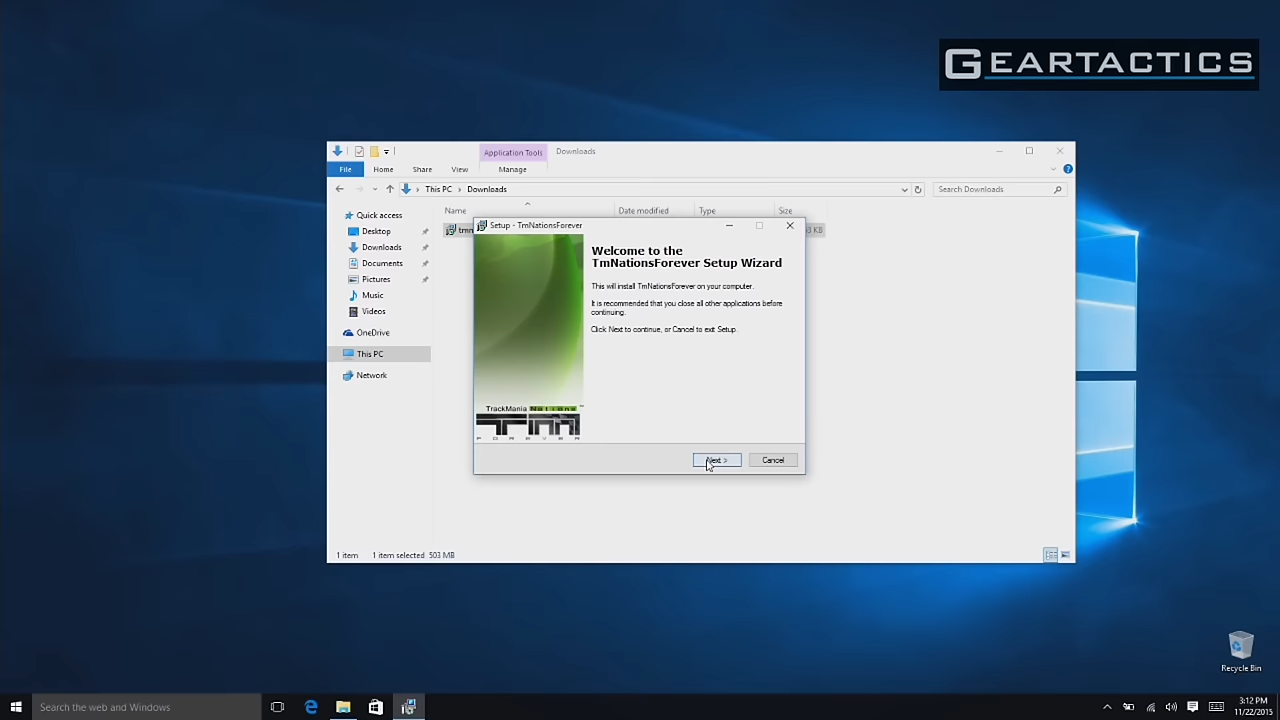 GEARTACTICS
Application Tools
Downloads
File
Home
Share
View
Manage
This PC
Downloads
Search Downloads
Quick access
Desktop
Downloads
Documents
Pictures
Music
Videos
OneDrive
This PC
Network
Name
Date modified
Type
Size
KB
Setup - TmNationsForever
Welcome to the
TmNationsForever Setup Wizard
This will install TmNationsForever on your computer.
It is recommended that you close all other applications before
continuing.
Click Next to continue, or Cancel to exit Setup.
TrackMania Nations
FOREVER
Next >
Cancel
1 item
1 item selected 503 MB
Recycle Bin
Search the web and Windows
3:12 PM
11/22/2015